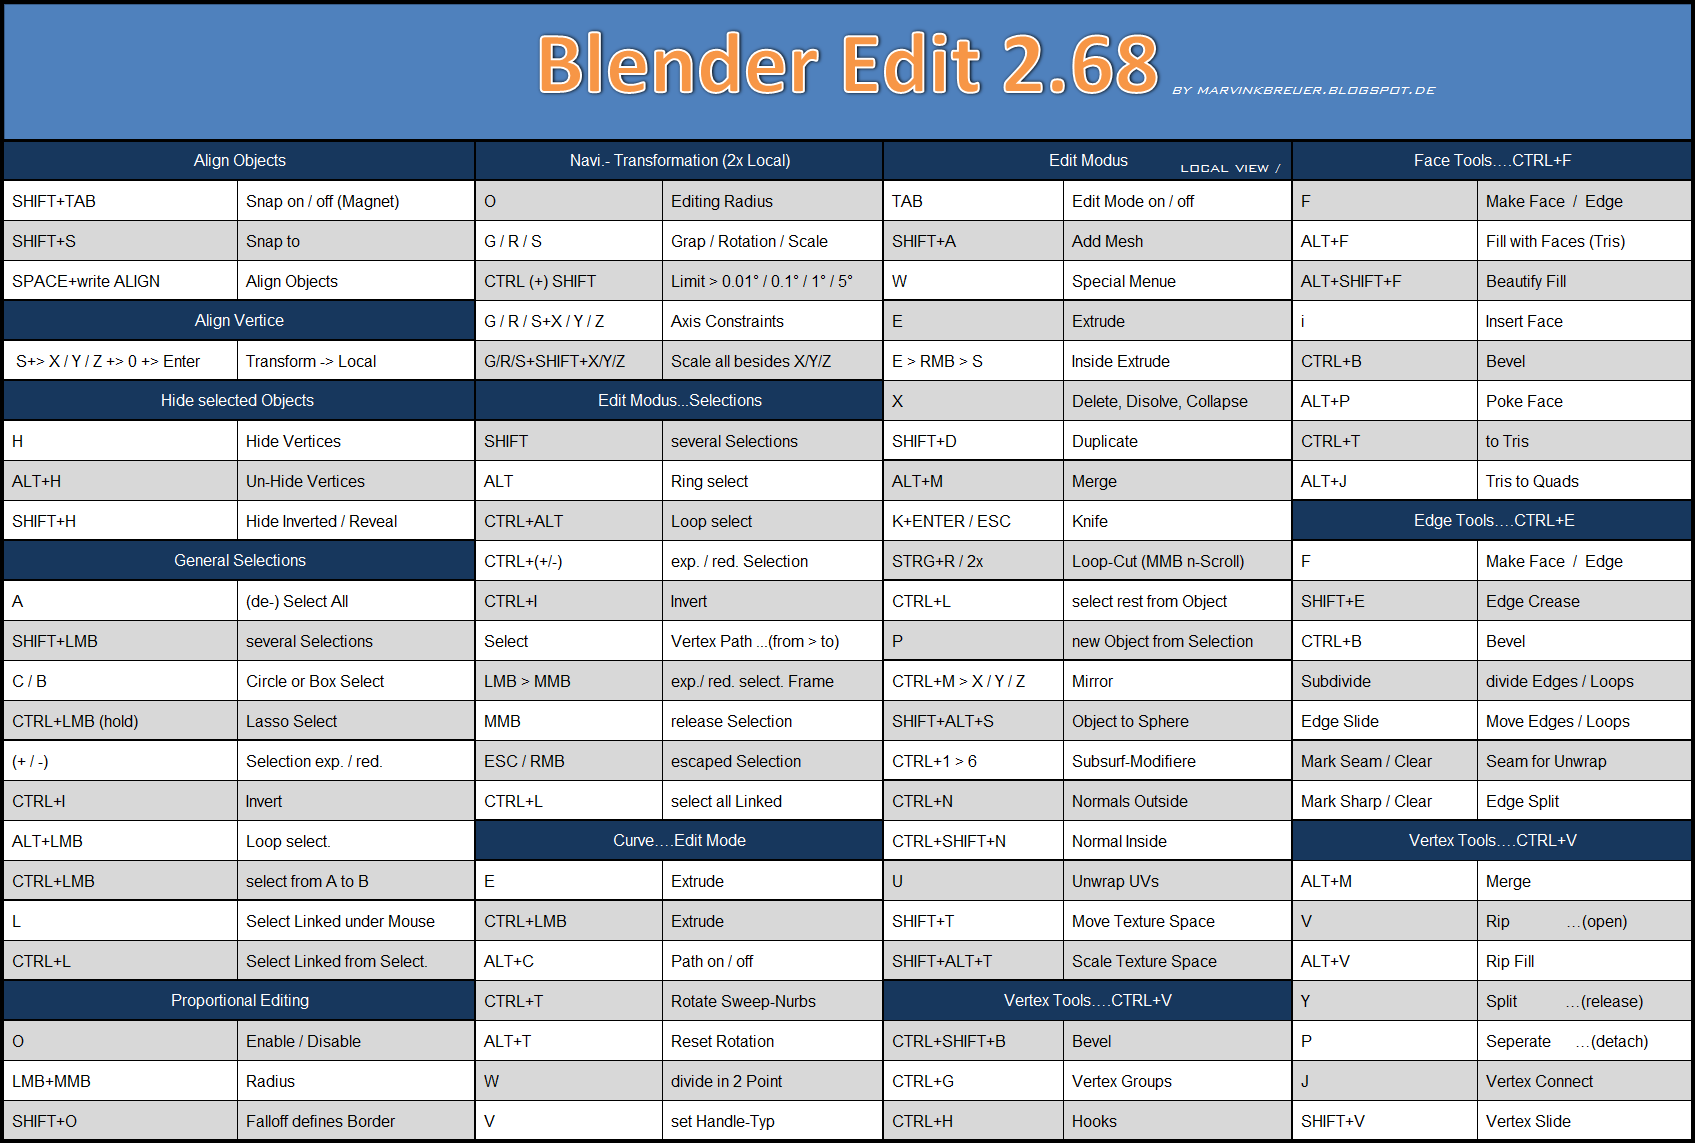 Blender Edit 2.68 BY MARVINKBREUER.BLOGSPOT.DE
Align Objects
SHIFT+TAB Snap on / off (Magnet)
SHIFT+S Snap to
SPACE+write ALIGN Align Objects
Align Vertice
S+> X / Y / Z +> 0 +> Enter Transform -> Local
Hide selected Objects
H Hide Vertices
ALT+H Un-Hide Vertices
SHIFT+H Hide Inverted / Reveal
General Selections
A (de-) Select All
SHIFT+LMB several Selections
C / B Circle or Box Select
CTRL+LMB (hold) Lasso Select
(+ / -) Selection exp. / red.
CTRL+I Invert
ALT+LMB Loop select.
CTRL+LMB select from A to B
L Select Linked under Mouse
CTRL+L Select Linked from Select.
Proportional Editing
O Enable / Disable
LMB+MMB Radius
SHIFT+O Falloff defines Border
Navi.- Transformation (2x Local)
O Editing Radius
G / R / S Grap / Rotation / Scale
CTRL (+) SHIFT Limit > 0.01° / 0.1° / 1° / 5°
G / R / S+X / Y / Z Axis Constraints
G/R/S+SHIFT+X/Y/Z Scale all besides X/Y/Z
Edit Modus...Selections
SHIFT several Selections
ALT Ring select
CTRL+ALT Loop select
CTRL+(+/-) exp. / red. Selection
CTRL+I Invert
Select Vertex Path ...(from > to)
LMB > MMB exp./ red. select. Frame
MMB release Selection
ESC / RMB escaped Selection
CTRL+L select all Linked
Curve....Edit Mode
E Extrude
CTRL+LMB Extrude
ALT+C Path on / off
CTRL+T Rotate Sweep-Nurbs
ALT+T Reset Rotation
W divide in 2 Point
V set Handle-Typ
Edit Modus LOCAL VIEW /
TAB Edit Mode on / off
SHIFT+A Add Mesh
W Special Menue
E Extrude
E > RMB > S Inside Extrude
X Delete, Disolve, Collapse
SHIFT+D Duplicate
ALT+M Merge
K+ENTER / ESC Knife
STRG+R / 2x Loop-Cut (MMB n-Scroll)
CTRL+L select rest from Object
P new Object from Selection
CTRL+M > X / Y / Z Mirror
SHIFT+ALT+S Object to Sphere
CTRL+1 > 6 Subsurf-Modifiere
CTRL+N Normals Outside
CTRL+SHIFT+N Normal Inside
U Unwrap UVs
SHIFT+T Move Texture Space
SHIFT+ALT+T Scale Texture Space
Vertex Tools....CTRL+V
CTRL+SHIFT+B Bevel
CTRL+G Vertex Groups
CTRL+H Hooks
Face Tools....CTRL+F
F Make Face / Edge
ALT+F Fill with Faces (Tris)
ALT+SHIFT+F Beautify Fill
i Insert Face
CTRL+B Bevel
ALT+P Poke Face
CTRL+T to Tris
ALT+J Tris to Quads
Edge Tools....CTRL+E
F Make Face / Edge
SHIFT+E Edge Crease
CTRL+B Bevel
Subdivide divide Edges / Loops
Edge Slide Move Edges / Loops
Mark Seam / Clear Seam for Unwrap
Mark Sharp / Clear Edge Split
Vertex Tools....CTRL+V
ALT+M Merge
V Rip ...(open)
ALT+V Rip Fill
Y Split ...(release)
P Seperate ...(detach)
J Vertex Connect
SHIFT+V Vertex Slide